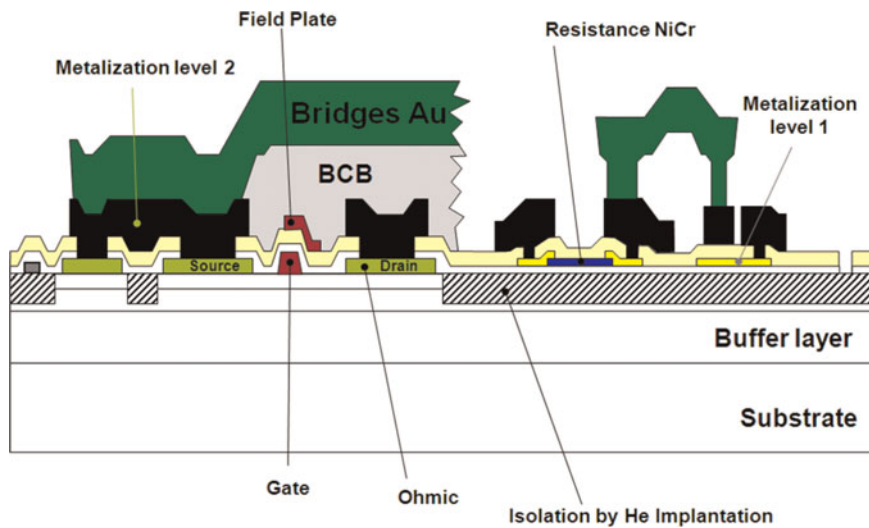 Field Plate
Resistance NiCr
Metalization level 2
Metalization
level 1
Bridges Au
BCB
Source
Drain
Buffer layer
Substrate
Gate
Ohmic
Isolation by He Implantation